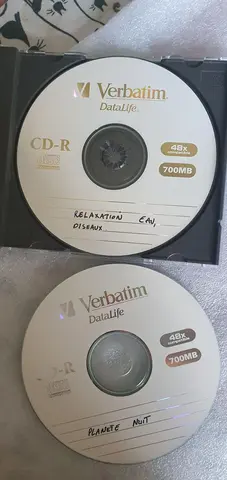 Verbatim
DataLife
CD-R
48x
700MB
RELAXATION EAU,
OISEAUX
Verbatim
DataLife
CD-R
48x
700MB
PLANETE NUIT